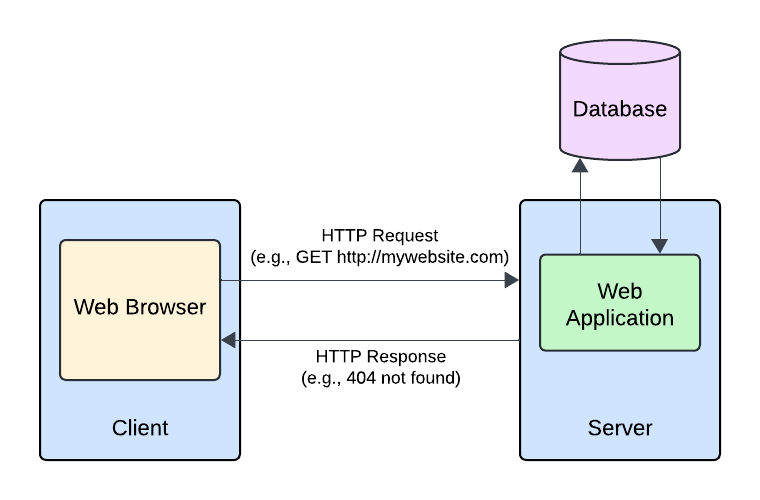 Database
HTTP Request
(e.g., GET http://mywebsite.com)
Web Browser
Web
Application
HTTP Response
(e.g., 404 not found)
Client
Server